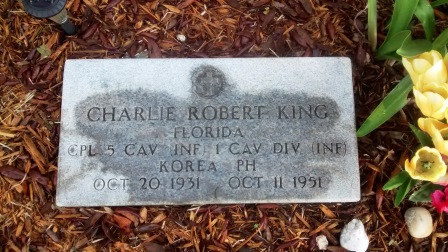 CHARLIE ROBERT KING
FLORIDA
CPL 5 CAV INF 1 CAV DIV (INF)
KOREA PH
OCT 20 1931 OCT 11 1951